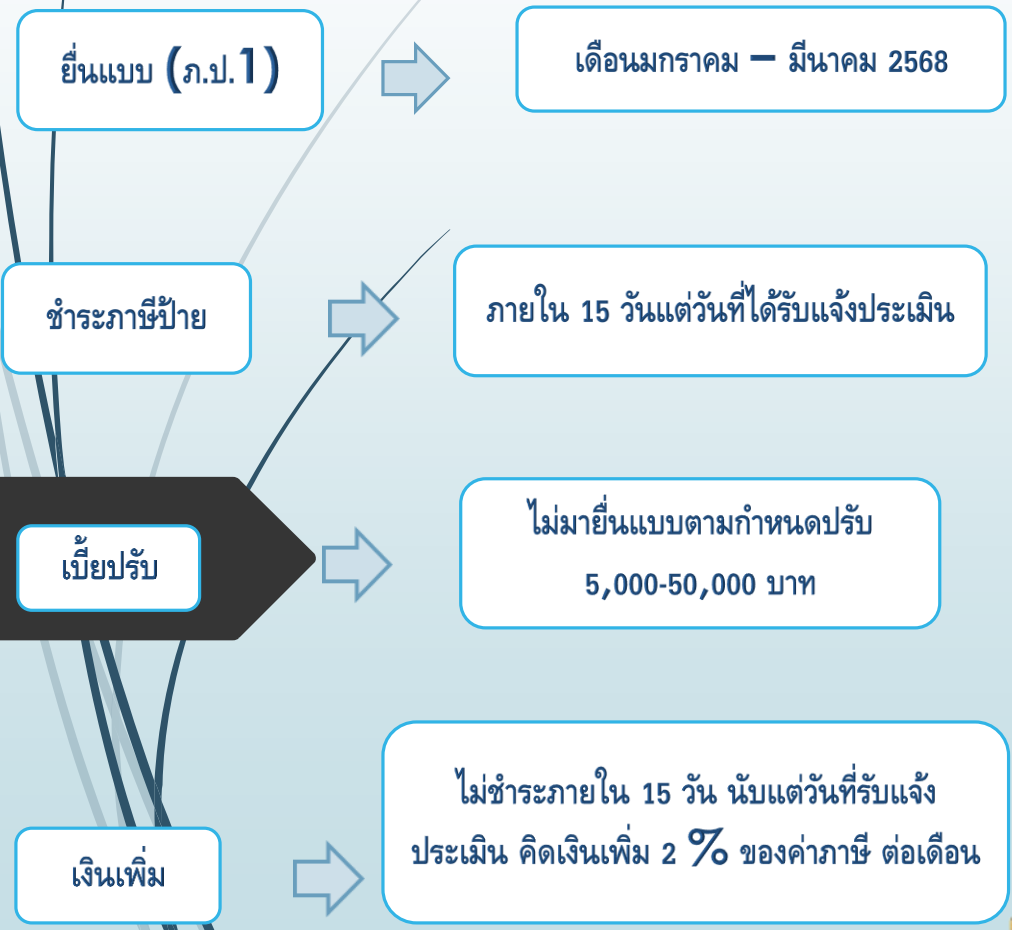 ยื่นแบบ (ภ.ป.1)
เดือนมกราคม – มีนาคม 2568
ชำระภาษีป้าย
ภายใน 15 วันแต่วันที่ได้รับแจ้งประเมิน
เบี้ยปรับ
ไม่มายื่นแบบตามกำหนดปรับ
5,000-50,000 บาท
เงินเพิ่ม
ไม่ชำระภายใน 15 วัน นับแต่วันที่รับแจ้ง
ประเมิน คิดเงินเพิ่ม 2 % ของค่าภาษี ต่อเดือน